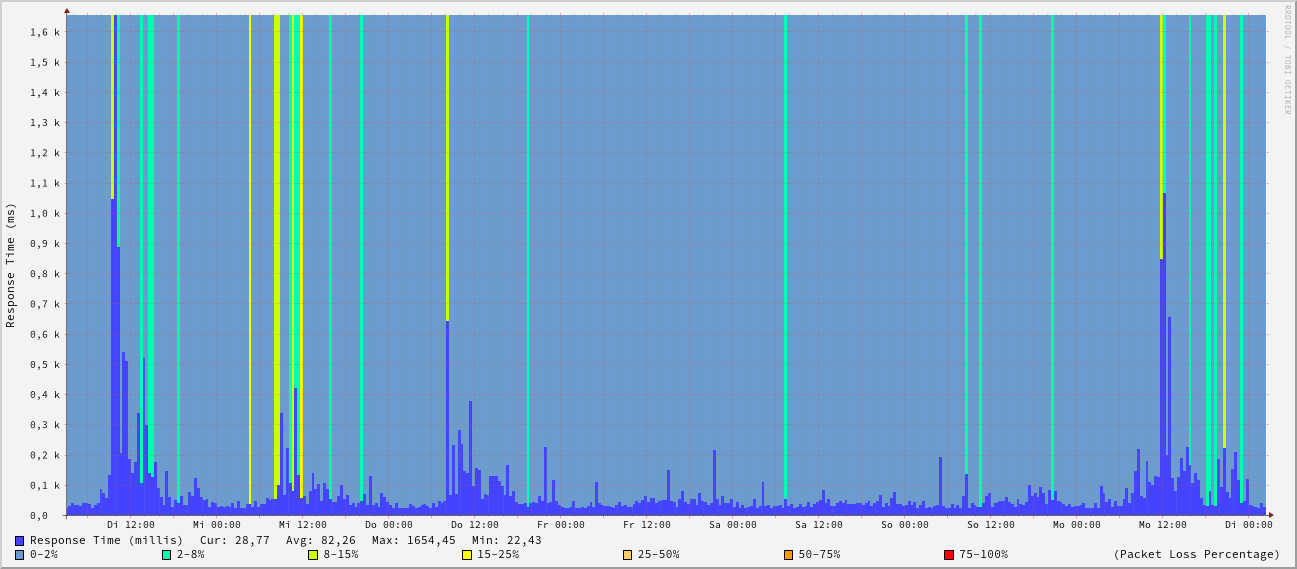 RRDTOOL / TOBI OETIKER
Response Time (ms)
1,6 k
1,5 k
1,4 k
1,3 k
1,2 k
1,1 k
1,0 k
0,9 k
0,8 k
0,7 k
0,6 k
0,5 k
0,4 k
0,3 k
0,2 k
0,1 k
0,0
Di 12:00 Mi 00:00 Mi 12:00 Do 00:00 Do 12:00 Fr 00:00 Fr 12:00 Sa 00:00 Sa 12:00 So 00:00 So 12:00 Mo 00:00 Mo 12:00 Di 00:00
Response Time (millis) Cur: 28,77 Avg: 82,26 Max: 1654,45 Min: 22,43
0-2% 2-8% 8-15% 15-25% 25-50% 50-75% 75-100% (Packet Loss Percentage)